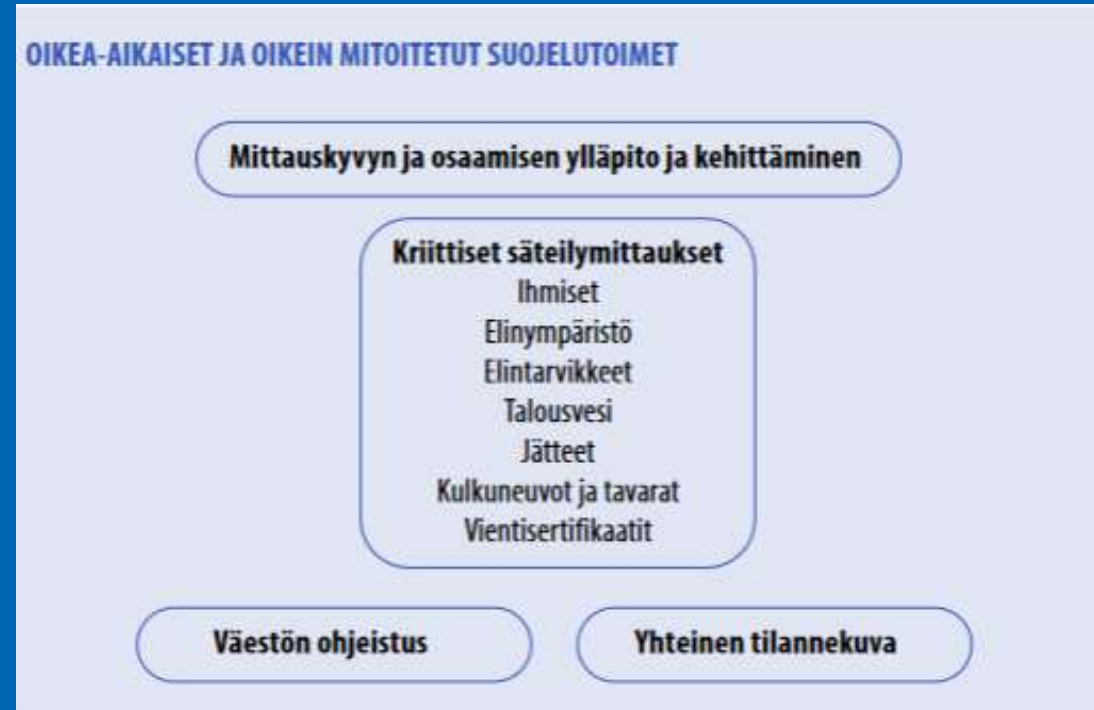 OIKEA-AIKAISET JA OIKEIN MITOITETUT SUOJELUTOIMET
Mittauskyvyn ja osaamisen ylläpito ja kehittäminen
Kriittiset säteilymittaukset
Ihmiset
Elinympäristö
Elintarvikkeet
Talousvesi
Jätteet
Kulkuneuvot ja tavarat
Vientisertifikaatit
Väestön ohjeistus
Yhteinen tilannekuva